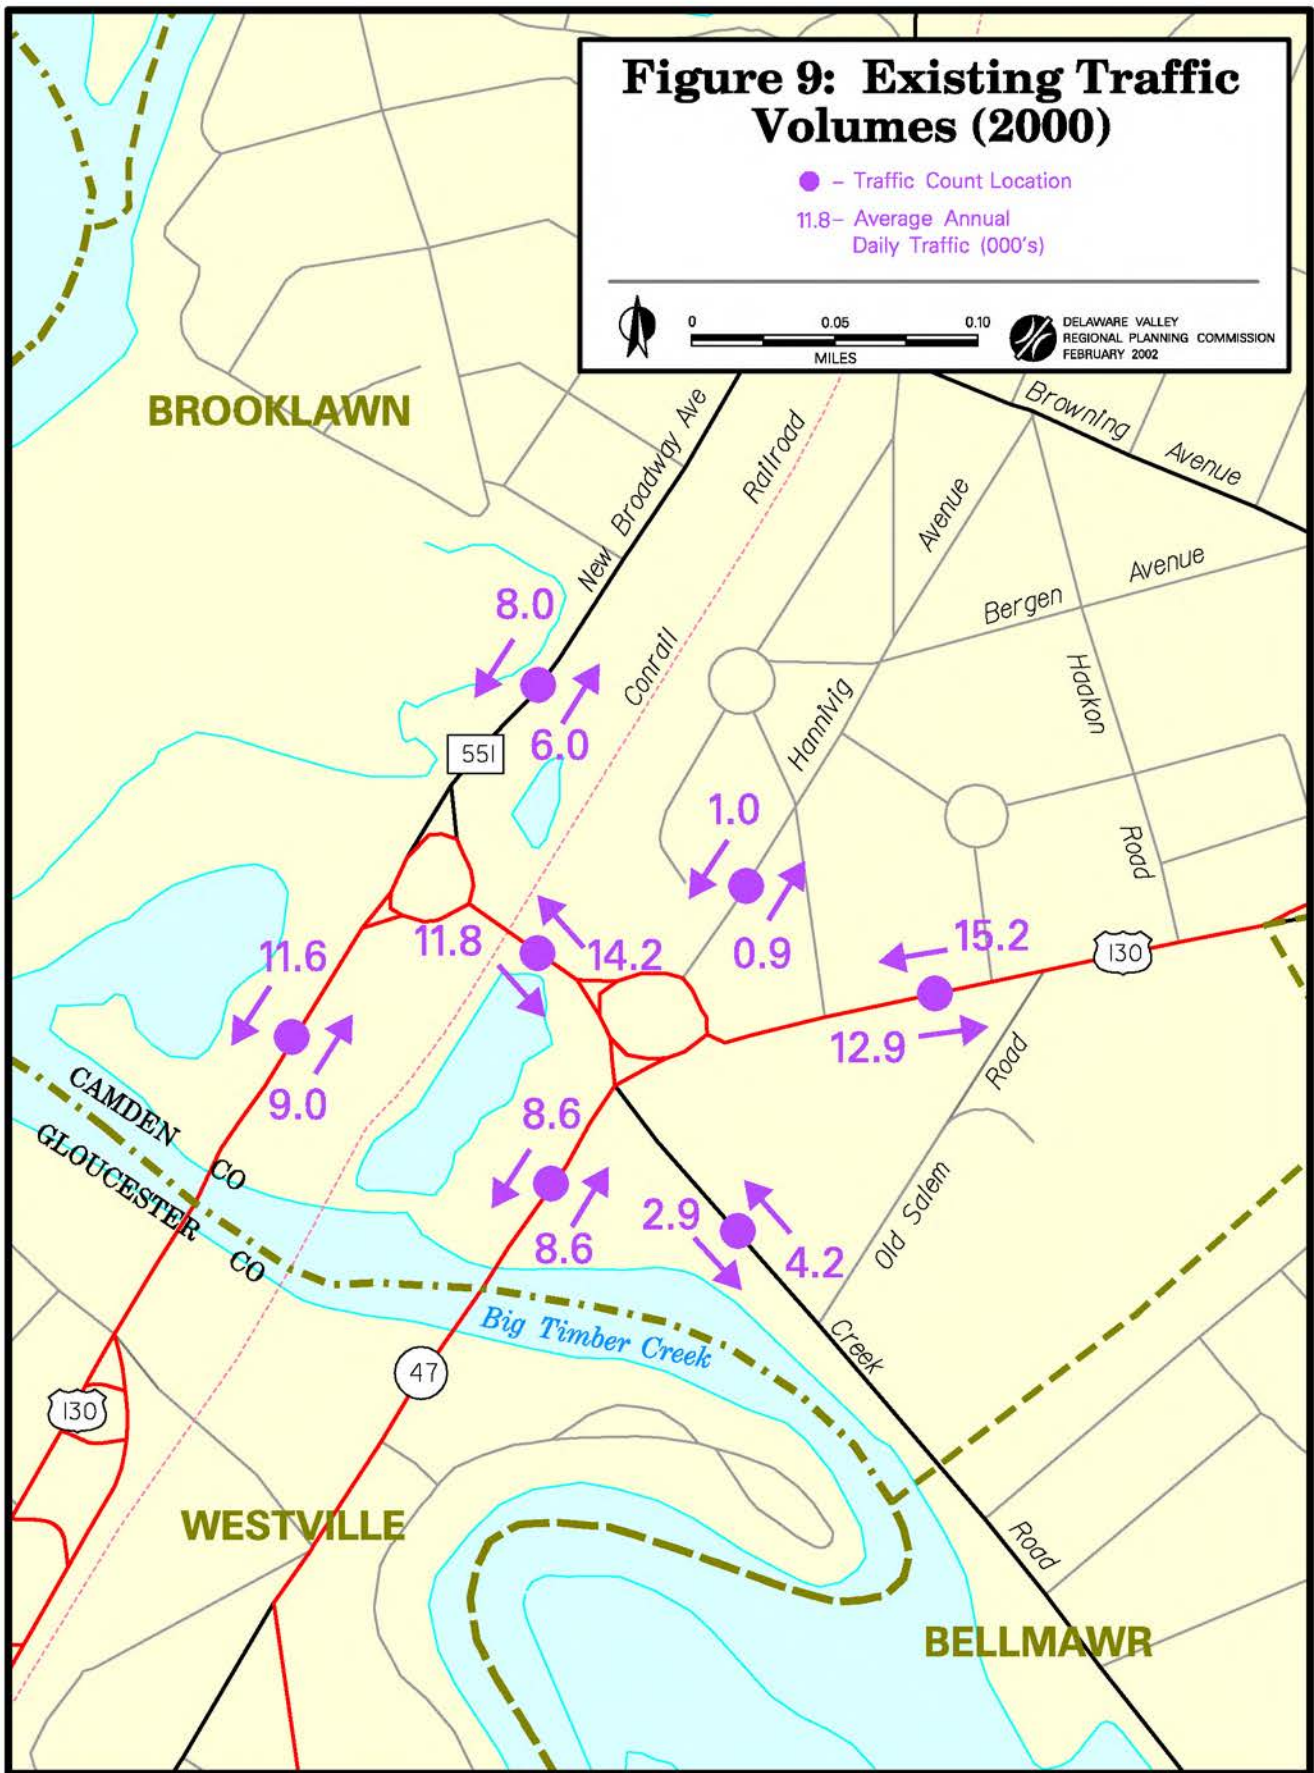 Figure 9: Existing Traffic
Volumes (2000)
– Traffic Count Location
11.8– Average Annual
Daily Traffic (000's)
0 0.05 0.10
MILES
DELAWARE VALLEY
REGIONAL PLANNING COMMISSION
FEBRUARY 2002
BROOKLAWN
New Broadway Ave
Conrail Railroad
Browning Avenue
Hannivig Avenue
Bergen Avenue
Haakon Road
8.0
6.0
551
1.0
0.9
11.8
14.2
15.2
12.9
130
11.6
9.0
Old Salem Road
CAMDEN CO
GLOUCESTER CO
8.6
8.6
2.9
4.2
Big Timber Creek
Creek Road
47
130
WESTVILLE
BELLMAWR